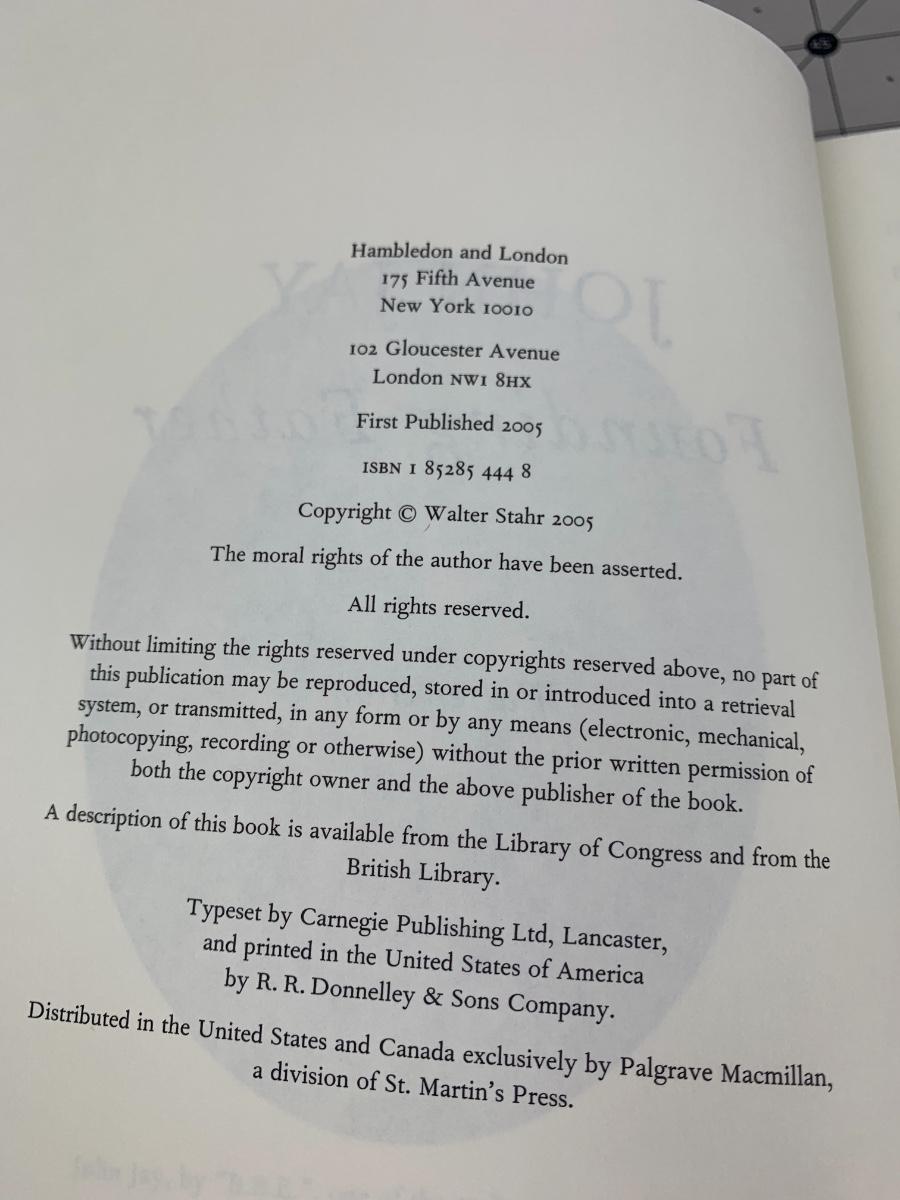 Hambledon and London
175 Fifth Avenue
New York 10010
102 Gloucester Avenue
London NW1 8HX
First Published 2005
ISBN 1 85285 444 8
Copyright © Walter Stahr 2005
The moral rights of the author have been asserted.
All rights reserved.
Without limiting the rights reserved under copyrights reserved above, no part of
this publication may be reproduced, stored in or introduced into a retrieval
system, or transmitted, in any form or by any means (electronic, mechanical,
photocopying, recording or otherwise) without the prior written permission of
both the copyright owner and the above publisher of the book.
A description of this book is available from the Library of Congress and from the
British Library.
Typeset by Carnegie Publishing Ltd, Lancaster,
and printed in the United States of America
by R. R. Donnelley & Sons Company.
Distributed in the United States and Canada exclusively by Palgrave Macmillan,
a division of St. Martin's Press.